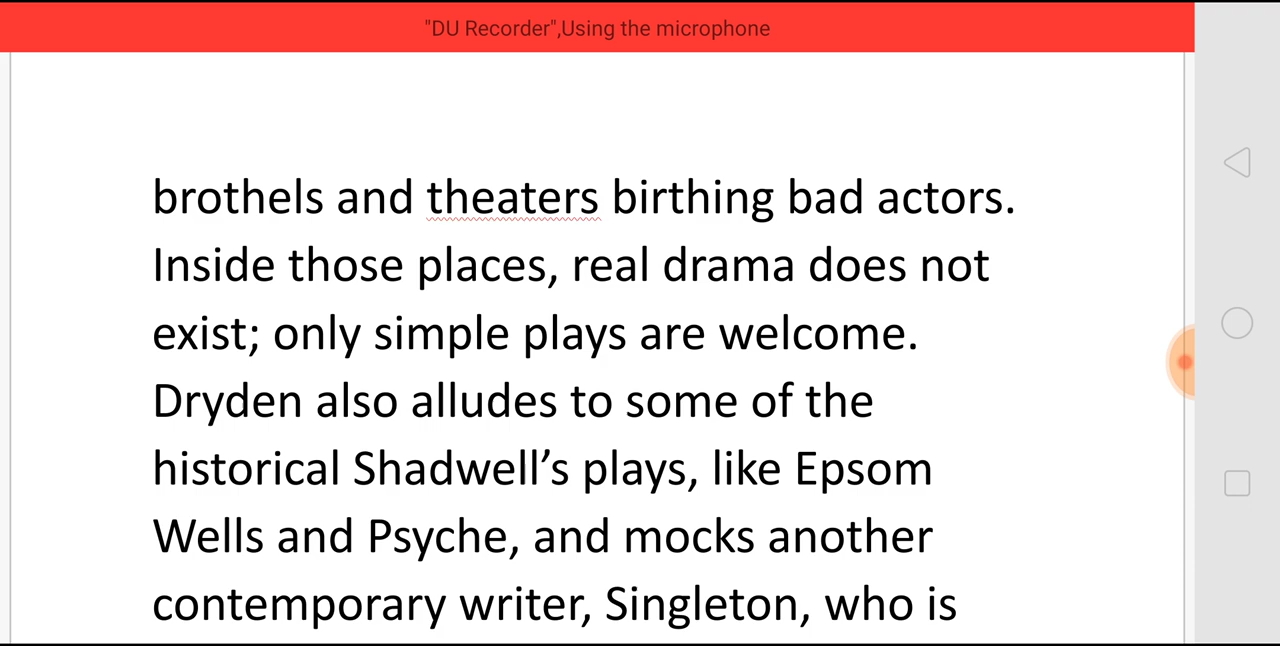 "DU Recorder",Using the microphone
brothels and theaters birthing bad actors.
Inside those places, real drama does not
exist; only simple plays are welcome.
Dryden also alludes to some of the
historical Shadwell’s plays, like Epsom
Wells and Psyche, and mocks another
contemporary writer, Singleton, who is